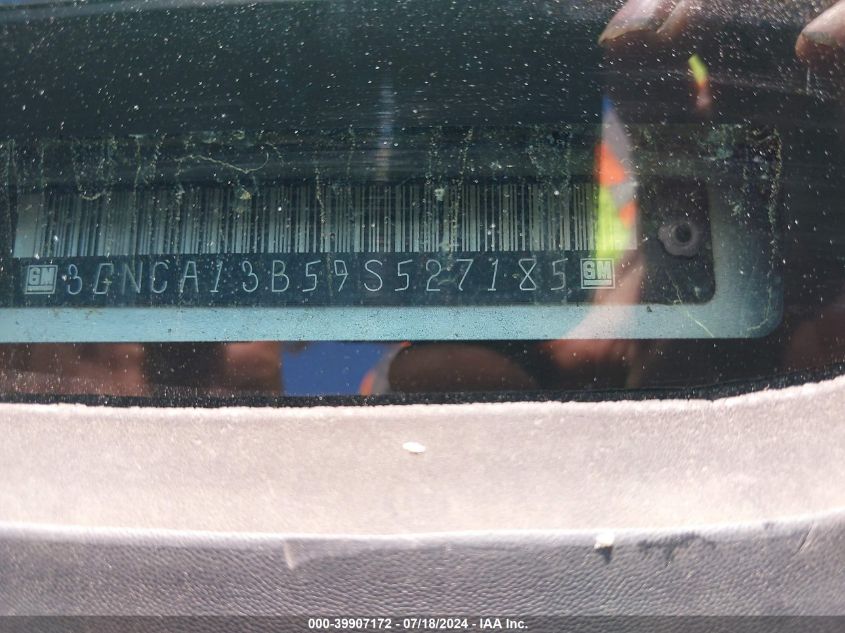 GM 3GNCA13B59S527185 GM
000-39907172 - 07/18/2024 - IAA Inc.